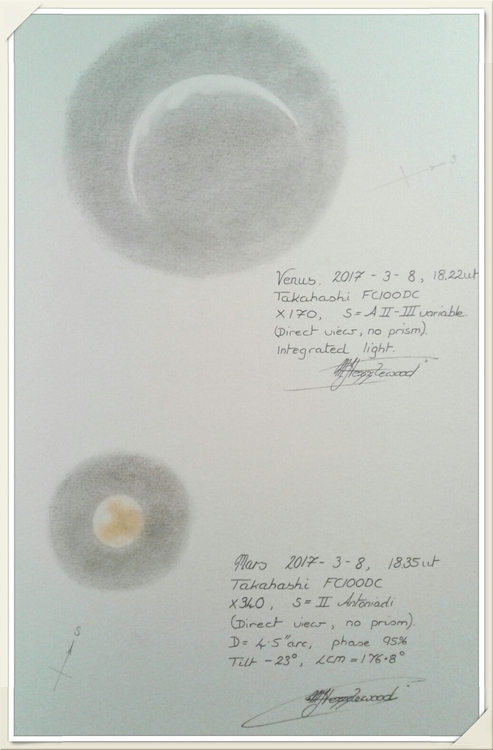 S
Venus. 2017 - 3 - 8, 18.22ut
Takahashi FC100DC
X170, S = A II-III variable.
(Direct view, no prism).
Integrated light.
Mars 2017 - 3 - 8, 1835ut
Takahashi FC100DC
X340, S = II Antoniadi
(Direct view, no prism).
D = 4.5"arc, phase 95%
Tilt -23°, LCM = 176.8°
S